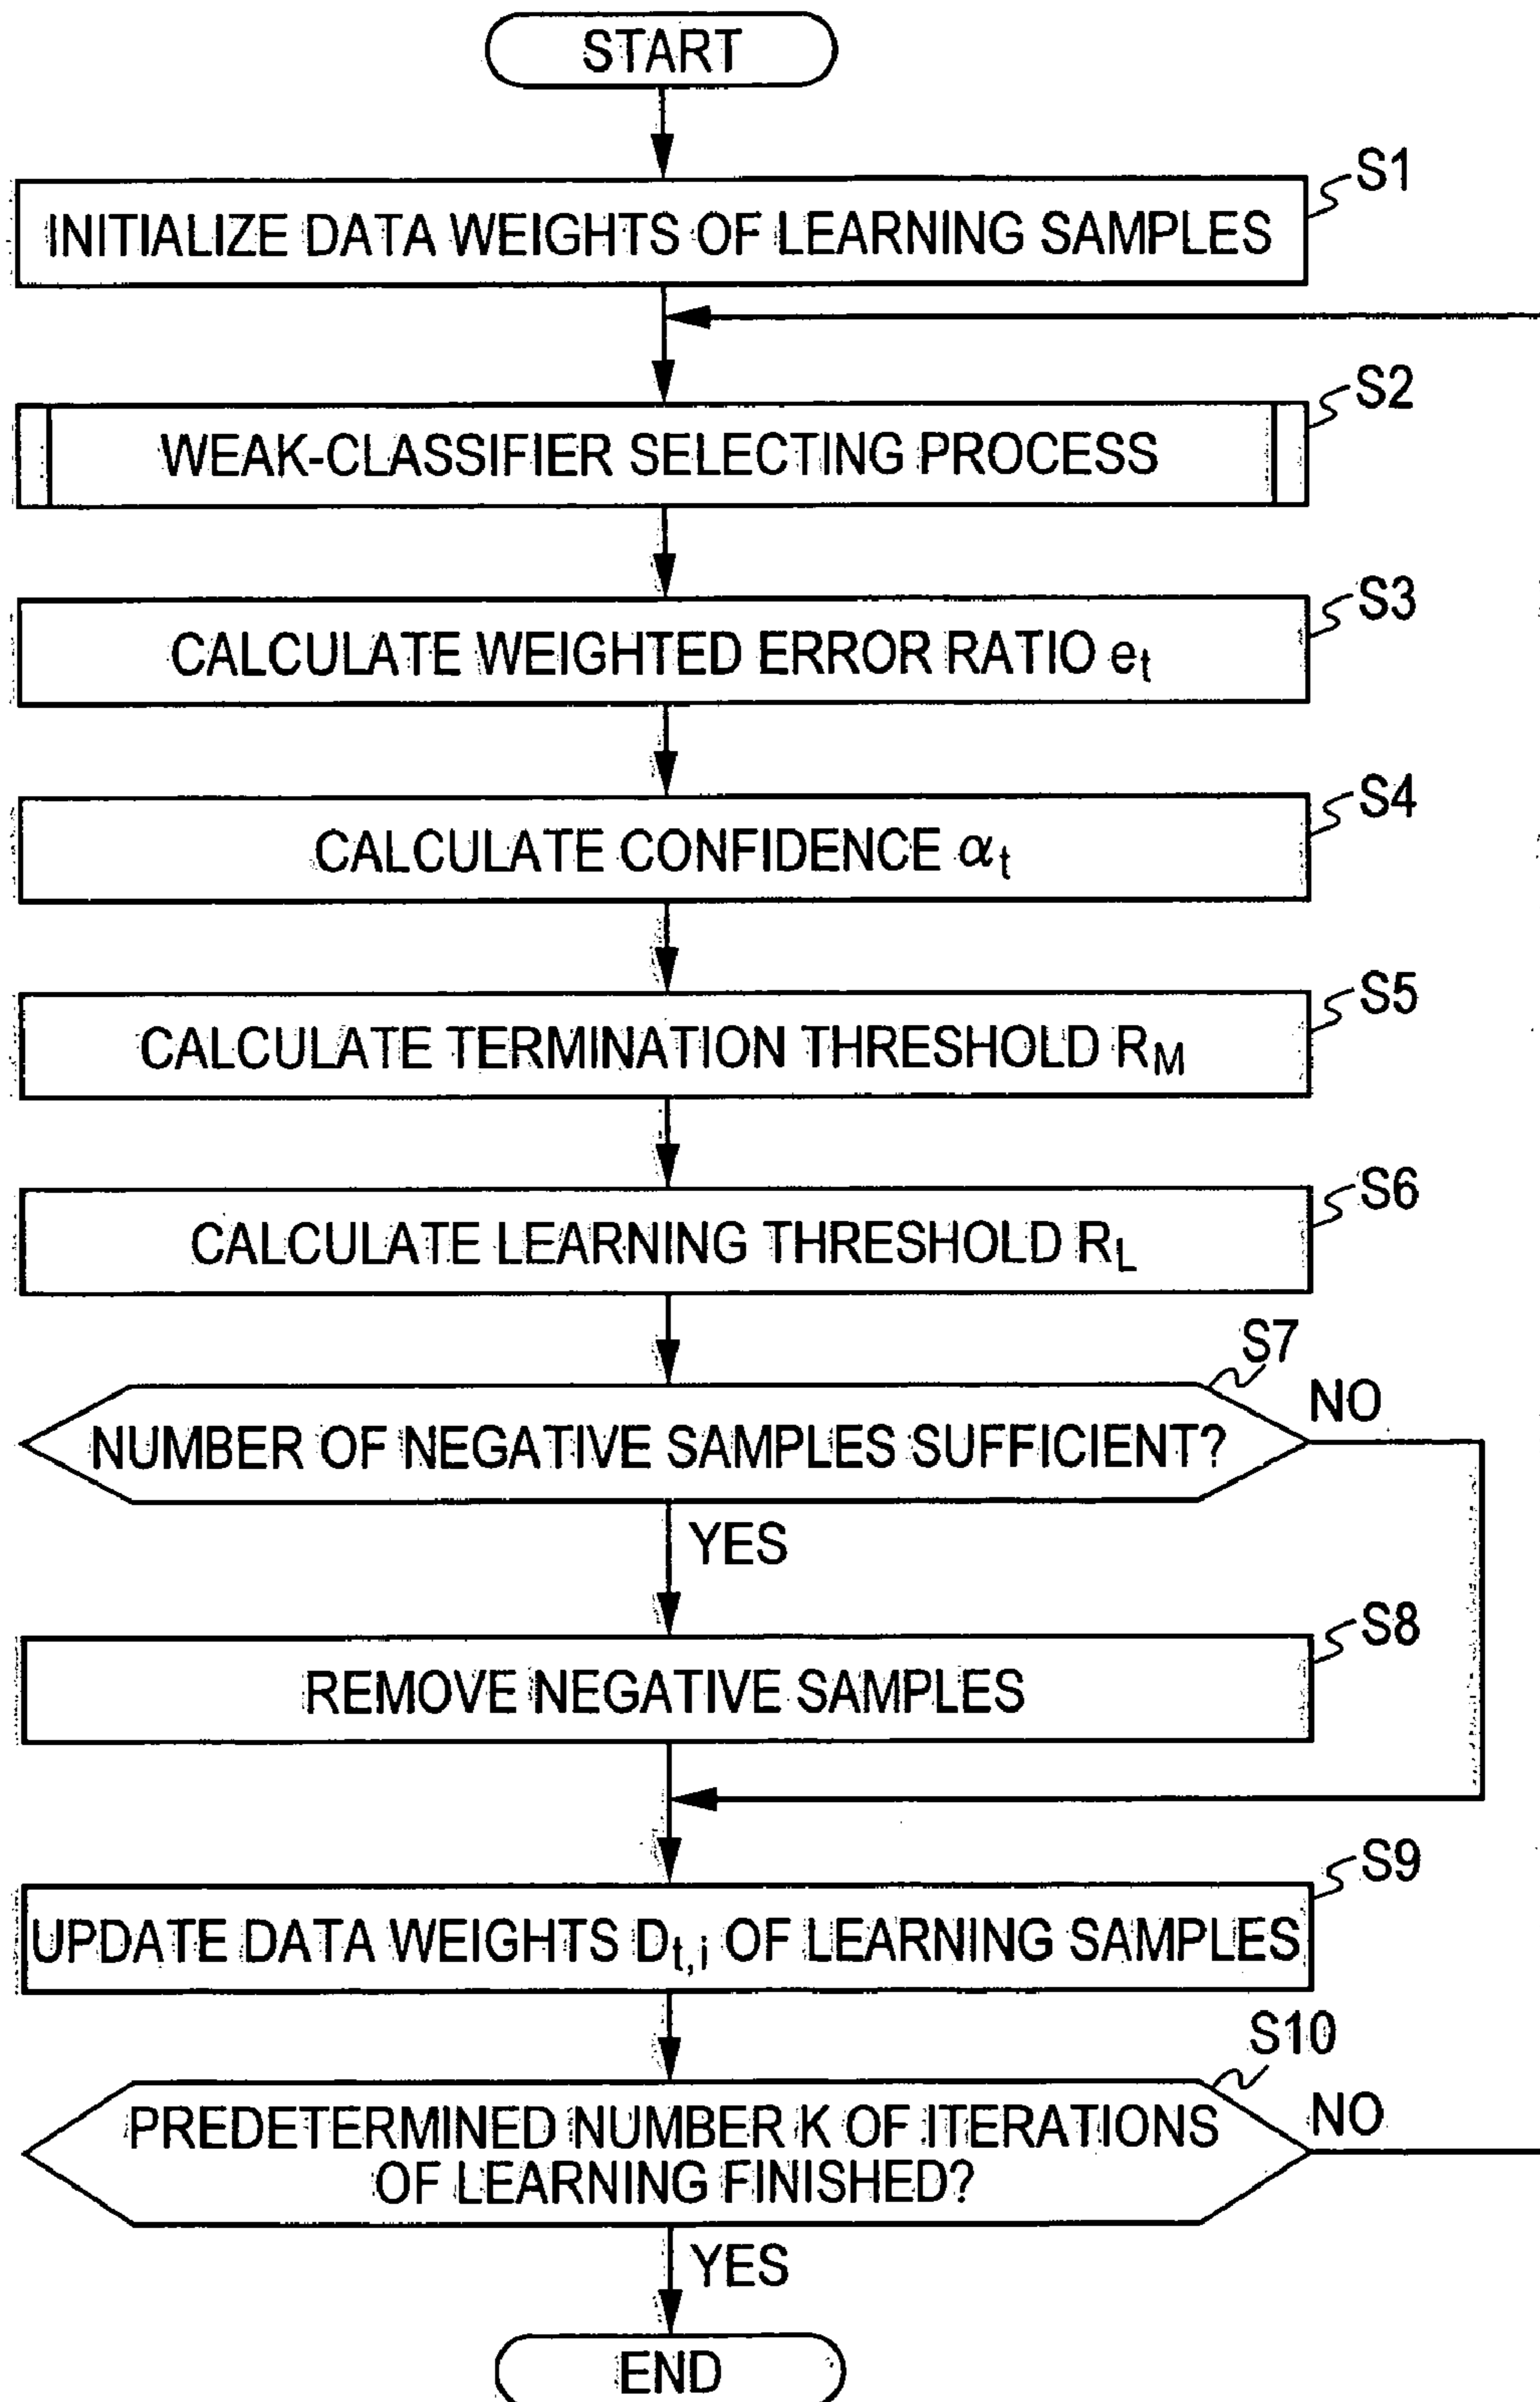 START
S1
INITIALIZE DATA WEIGHTS OF LEARNING SAMPLES
S2
WEAK-CLASSIFIER SELECTING PROCESS
S3
CALCULATE WEIGHTED ERROR RATIO et
S4
CALCULATE CONFIDENCE αt
S5
CALCULATE TERMINATION THRESHOLD RM
S6
CALCULATE LEARNING THRESHOLD RL
S7
NUMBER OF NEGATIVE SAMPLES SUFFICIENT?
NO
YES
S8
REMOVE NEGATIVE SAMPLES
S9
UPDATE DATA WEIGHTS Dt,i OF LEARNING SAMPLES
S10
PREDETERMINED NUMBER K OF ITERATIONS
OF LEARNING FINISHED?
NO
YES
END